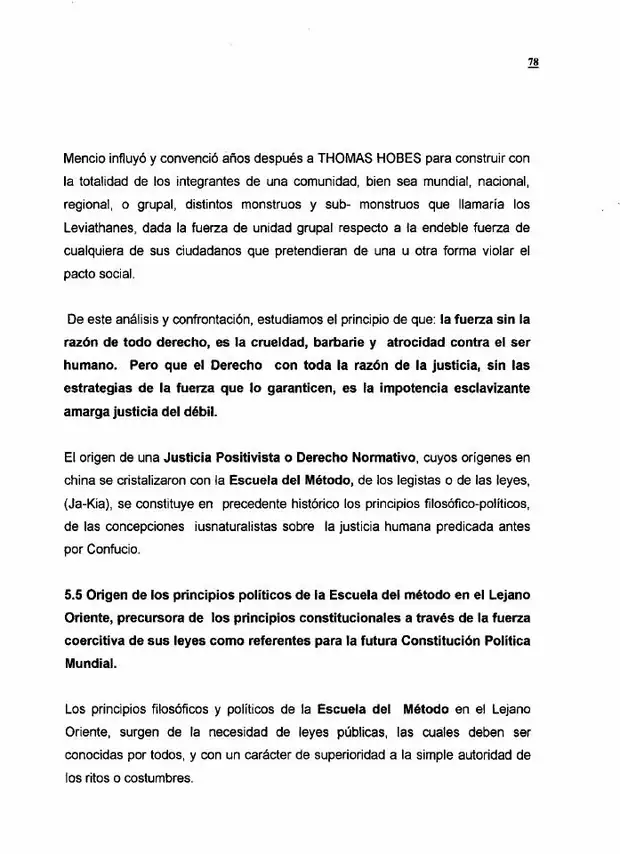 78
Mencio influyó y convenció años después a THOMAS HOBES para construir con
la totalidad de los integrantes de una comunidad, bien sea mundial, nacional,
regional, o grupal, distintos monstruos y sub- monstruos que llamaría los
Leviathanes, dada la fuerza de unidad grupal respecto a la endeble fuerza de
cualquiera de sus ciudadanos que pretendieran de una u otra forma violar el
pacto social.
De este análisis y confrontación, estudiamos el principio de que: la fuerza sin la
razón de todo derecho, es la crueldad, barbarie y atrocidad contra el ser
humano. Pero que el Derecho con toda la razón de la justicia, sin las
estrategias de la fuerza que lo garanticen, es la impotencia esclavizante
amarga justicia del débil.
El origen de una Justicia Positivista o Derecho Normativo, cuyos orígenes en
china se cristalizaron con la Escuela del Método, de los legistas o de las leyes,
(Ja-Kia), se constituye en precedente histórico los principios filosófico-políticos,
de las concepciones iusnaturalistas sobre la justicia humana predicada antes
por Confucio.
5.5 Origen de los principios políticos de la Escuela del método en el Lejano
Oriente, precursora de los principios constitucionales a través de la fuerza
coercitiva de sus leyes como referentes para la futura Constitución Política
Mundial.
Los principios filosóficos y políticos de la Escuela del Método en el Lejano
Oriente, surgen de la necesidad de leyes públicas, las cuales deben ser
conocidas por todos, y con un carácter de superioridad a la simple autoridad de
los ritos o costumbres.